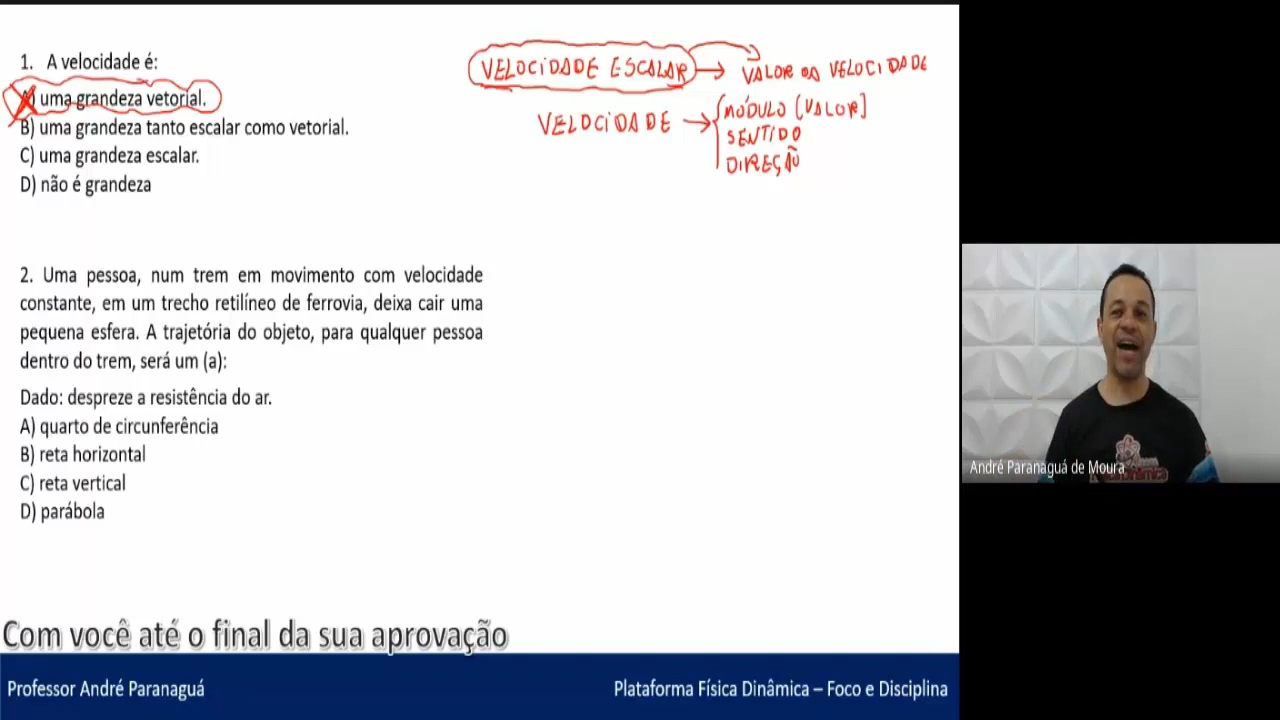 1. A velocidade é:
A) uma grandeza vetorial.
B) uma grandeza tanto escalar como vetorial.
C) uma grandeza escalar.
D) não é grandeza
VELOCIDADE ESCALAR → VALOR DA VELOCIDADE
VELOCIDADE → { MÓDULO (VALOR)
SENTIDO
DIREÇÃO
2. Uma pessoa, num trem em movimento com velocidade
constante, em um trecho retilíneo de ferrovia, deixa cair uma
pequena esfera. A trajetória do objeto, para qualquer pessoa
dentro do trem, será um (a):
Dado: despreze a resistência do ar.
A) quarto de circunferência
B) reta horizontal
C) reta vertical
D) parábola
Com você até o final da sua aprovação
Professor André Paranaguá
Plataforma Física Dinâmica – Foco e Disciplina
André Paranaguá de Moura